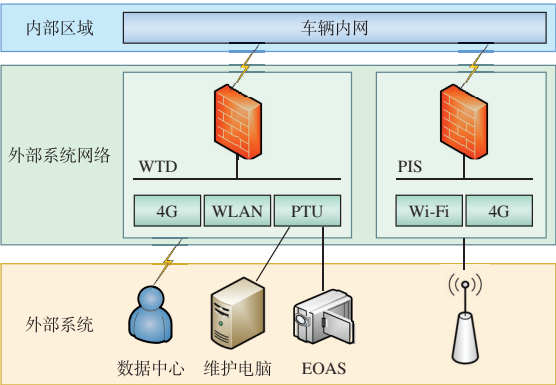 内部区域
车辆内网
外部系统网络
WTD
4G
WLAN
PTU
PIS
Wi-Fi
4G
外部系统
数据中心
维护电脑
EOAS